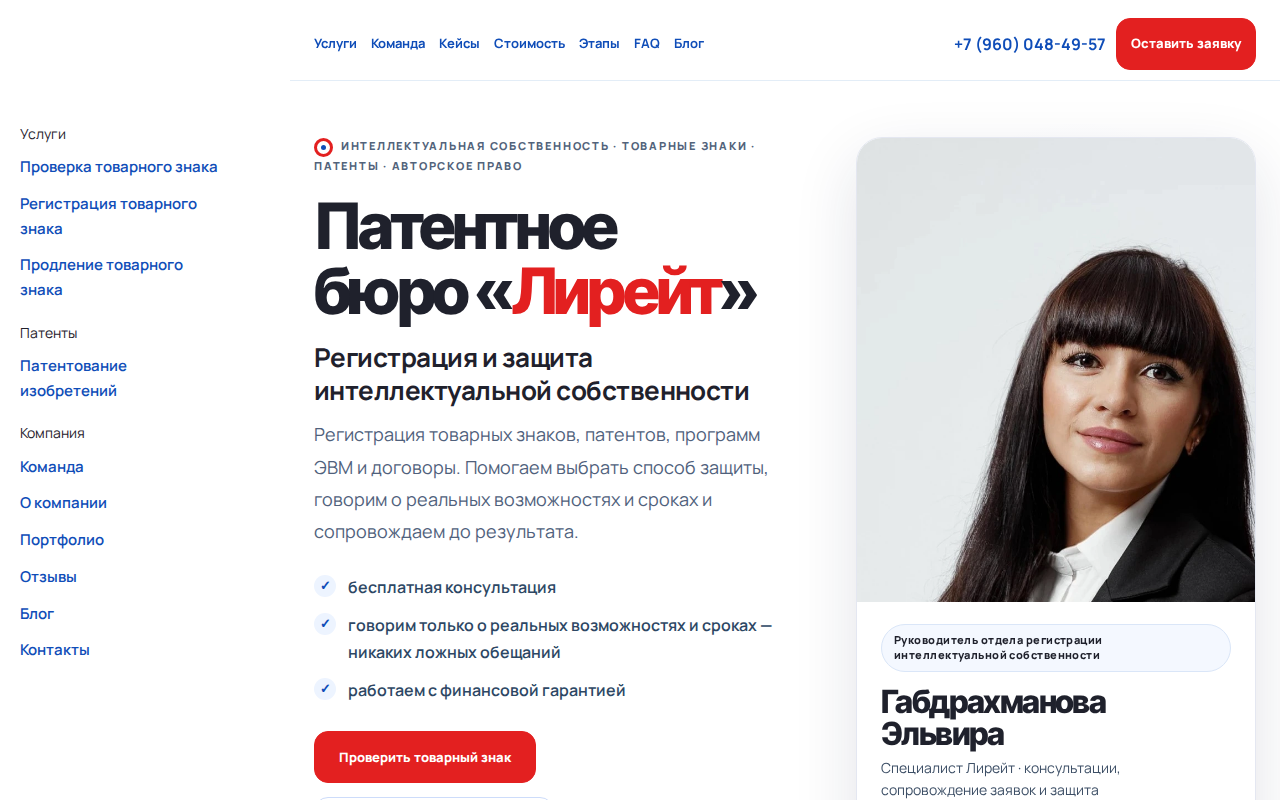 Услуги Команда Кейсы Стоимость Этапы FAQ Блог
+7 (960) 048-49-57
Оставить заявку
Услуги
Проверка товарного знака
Регистрация товарного
знака
Продление товарного
знака
Патенты
Патентование
изобретений
Компания
Команда
О компании
Портфолио
Отзывы
Блог
Контакты
ИНТЕЛЛЕКТУАЛЬНАЯ СОБСТВЕННОСТЬ · ТОВАРНЫЕ ЗНАКИ ·
ПАТЕНТЫ · АВТОРСКОЕ ПРАВО
Патентное
бюро «Лирейт»
Регистрация и защита
интеллектуальной собственности
Регистрация товарных знаков, патентов, программ
ЭВМ и договоры. Помогаем выбрать способ защиты,
говорим о реальных возможностях и сроках и
сопровождаем до результата.
✓ бесплатная консультация
✓ говорим только о реальных возможностях и сроках —
никаких ложных обещаний
✓ работаем с финансовой гарантией
Проверить товарный знак
Руководитель отдела регистрации
интеллектуальной собственности
Габдрахманова
Эльвира
Специалист Лирейт · консультации,
сопровождение заявок и защита